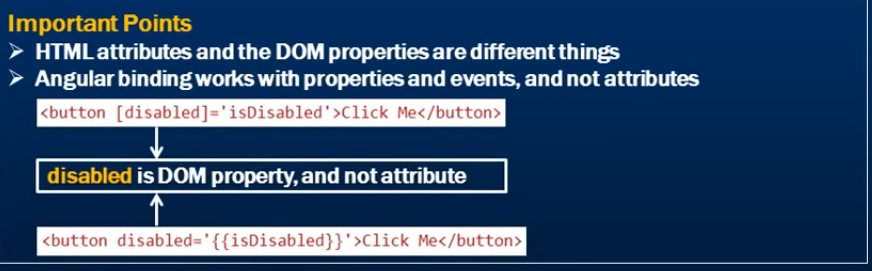 Important Points
➤ HTML attributes and the DOM properties are different things
➤ Angular binding works with properties and events, and not attributes
<button [disabled]='isDisabled'>Click Me</button>
disabled is DOM property, and not attribute
<button disabled='{{isDisabled}}'>Click Me</button>